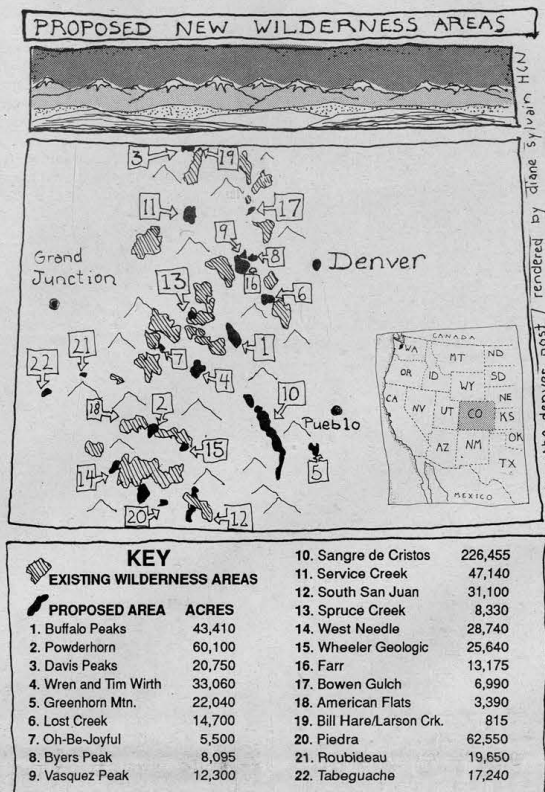 PROPOSED NEW WILDERNESS AREAS
the denver post / rendered by diane sylvain HCN
3
19
11
17
9
8
Denver
Grand
Junction
16
13
6
1
21
7
22
4
10
2
18
Pueblo
15
5
14
20
12
CANADA
WA
MT
ND
OR
ID
SD
WY
CA
NE
NV
UT
CO
KS
AZ
NM
OK
TX
MEXICO
KEY
EXISTING WILDERNESS AREAS
PROPOSED AREA ACRES
1. Buffalo Peaks 43,410
2. Powderhorn 60,100
3. Davis Peaks 20,750
4. Wren and Tim Wirth 33,060
5. Greenhorn Mtn. 22,040
6. Lost Creek 14,700
7. Oh-Be-Joyful 5,500
8. Byers Peak 8,095
9. Vasquez Peak 12,300
10. Sangre de Cristos 226,455
11. Service Creek 47,140
12. South San Juan 31,100
13. Spruce Creek 8,330
14. West Needle 28,740
15. Wheeler Geologic 25,640
16. Farr 13,175
17. Bowen Gulch 6,990
18. American Flats 3,390
19. Bill Hare/Larson Crk. 815
20. Piedra 62,550
21. Roubideau 19,650
22. Tabeguache 17,240